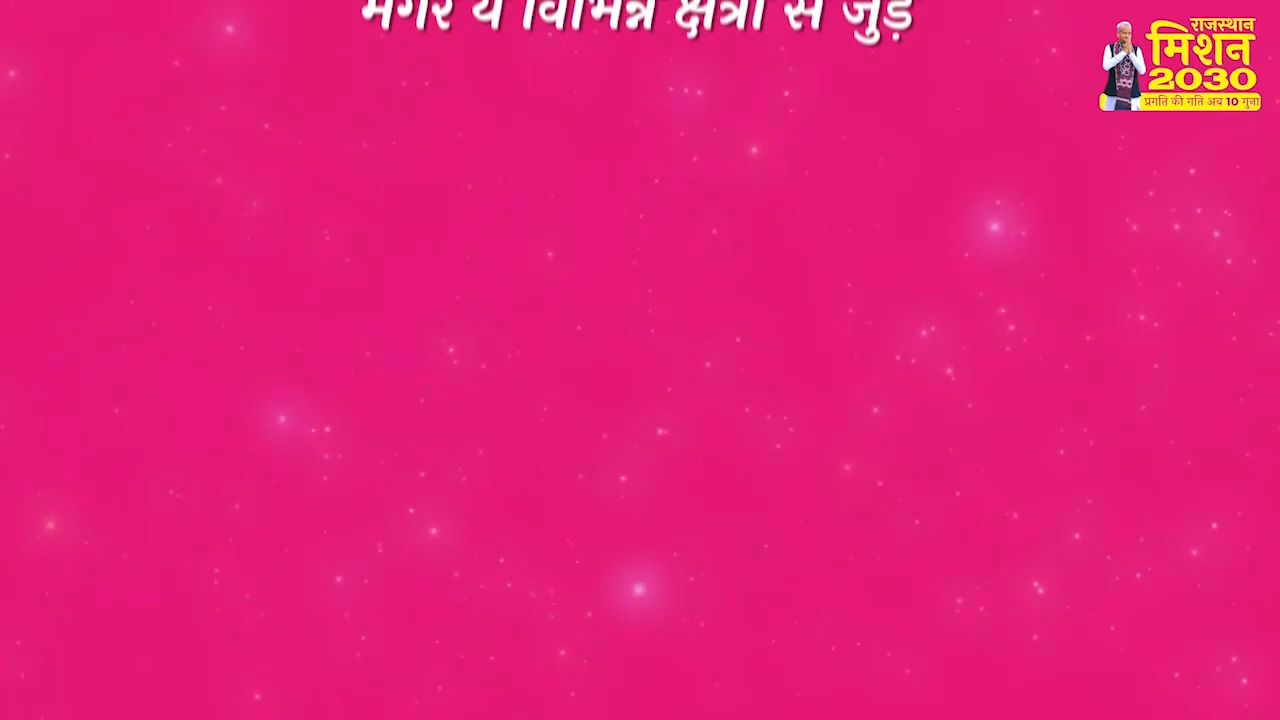 मगर ये विभिन्न क्षेत्रों से जुड़े
राजस्थान
मिशन
2030
प्रगति की गति अब 10 गुना